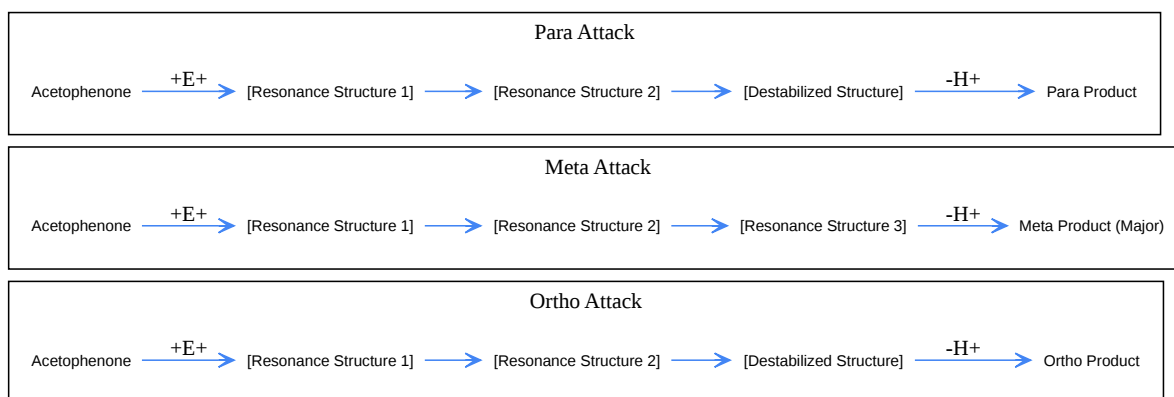 Para Attack
+E+ -H+
Acetophenone [Resonance Structure 1] [Resonance Structure 2] [Destabilized Structure] Para Product
Meta Attack
+E+ -H+
Acetophenone [Resonance Structure 1] [Resonance Structure 2] [Resonance Structure 3] Meta Product (Major)
Ortho Attack
+E+ -H+
Acetophenone [Resonance Structure 1] [Resonance Structure 2] [Destabilized Structure] Ortho Product